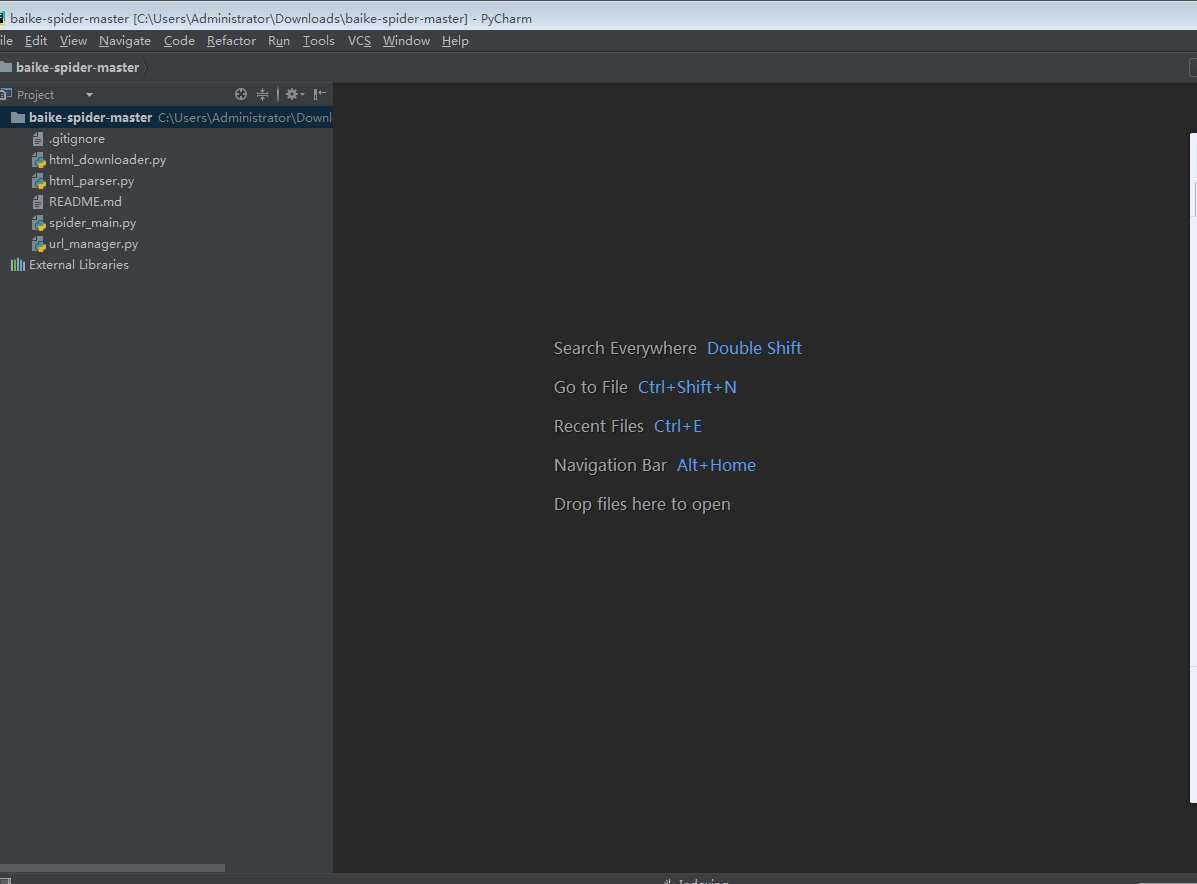 baike-spider-master [C:\Users\Administrator\Downloads\baike-spider-master] - PyCharm
ile Edit View Navigate Code Refactor Run Tools VCS Window Help
baike-spider-master
Project
baike-spider-master C:\Users\Administrator\Downl
.gitignore
html_downloader.py
html_parser.py
README.md
spider_main.py
url_manager.py
External Libraries
Search Everywhere Double Shift
Go to File Ctrl+Shift+N
Recent Files Ctrl+E
Navigation Bar Alt+Home
Drop files here to open
Indexing